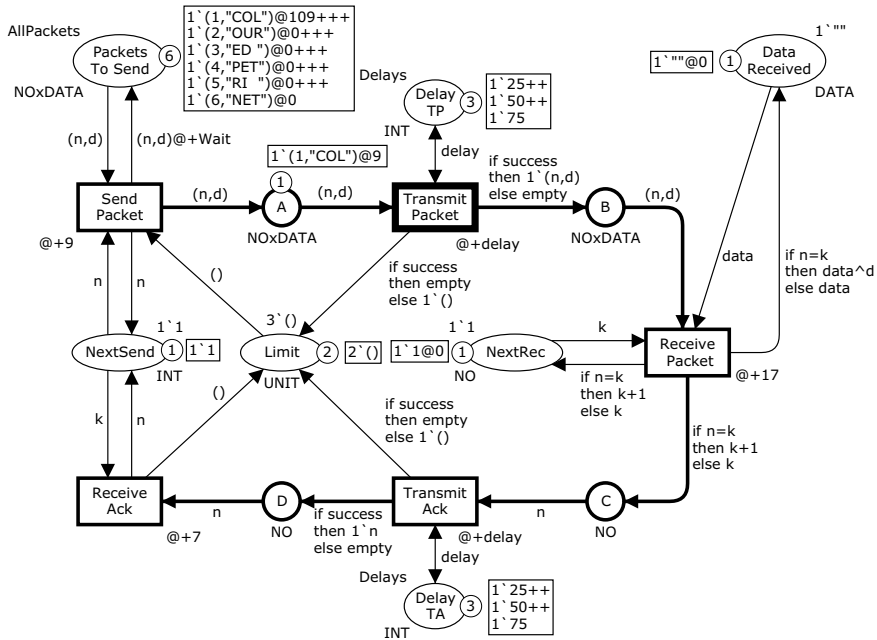 AllPackets
Packets
To Send
6
NOxDATA
1`(1,"COL")@109+++
1`(2,"OUR")@0+++
1`(3,"ED ")@0+++
1`(4,"PET")@0+++
1`(5,"RI  ")@0+++
1`(6,"NET")@0
Delays
Delay
TP
3
INT
1`25++
1`50++
1`75
1`""
1`""@0
1
Data
Received
DATA
(n,d)
(n,d)@+Wait
delay
1`(1,"COL")@9
1
Send
Packet
@+9
(n,d)
A
NOxDATA
(n,d)
Transmit
Packet
@+delay
if success
then 1`(n,d)
else empty
B
NOxDATA
(n,d)
data
if n=k
then data^d
else data
n
n
()
if success
then empty
else 1`()
1`1
NextSend
1
1`1
INT
3`()
Limit
2
2`()
UNIT
1`1
1`1@0
1
NextRec
NO
k
if n=k
then k+1
else k
Receive
Packet
@+17
k
n
()
if success
then empty
else 1`()
if n=k
then k+1
else k
Receive
Ack
@+7
n
D
NO
if success
then 1`n
else empty
Transmit
Ack
@+delay
n
C
NO
delay
Delays
Delay
TA
3
INT
1`25++
1`50++
1`75